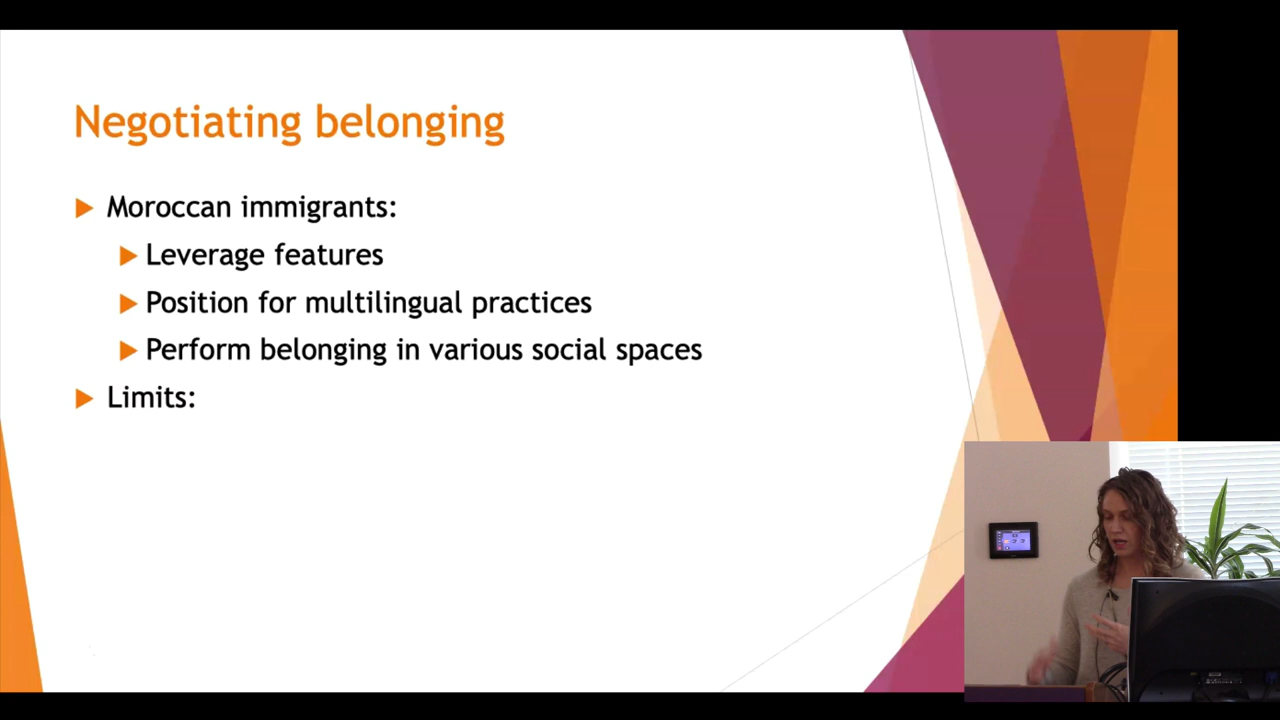 Negotiating belonging
Moroccan immigrants:
Leverage features
Position for multilingual practices
Perform belonging in various social spaces
Limits: